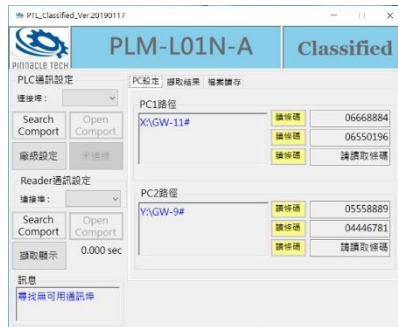 PTL_Classified_Ver.20190117
PINNACLE TECH
PLM-L01N-A
Classified
PLC通訊設定
連接埠：
Search Comport
Open Comport
廠級設定
未連線
Reader通訊設定
連接埠：
Search Comport
Open Comport
擷取顯示
0.000 sec
訊息
尋找無可用通訊埠
PC設定
擷取結果
檔案儲存
PC1路徑
X:\GW-11#
讀條碼
06668884
讀條碼
06550196
讀條碼
請讀取條碼
PC2路徑
Y:\GW-9#
讀條碼
05558889
讀條碼
04446781
讀條碼
請讀取條碼